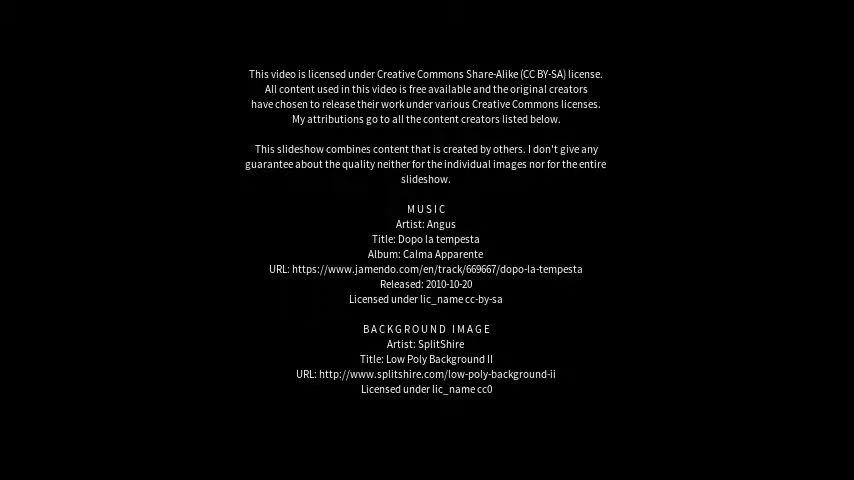 This video is licensed under Creative Commons Share-Alike (CC BY-SA) license.
All content used in this video is free available and the original creators
have chosen to release their work under various Creative Commons licenses.
My attributions go to all the content creators listed below.
This slideshow combines content that is created by others. I don't give any
guarantee about the quality neither for the individual images nor for the entire
slideshow.
MUSIC
Artist: Angus
Title: Dopo la tempesta
Album: Calma Apparente
URL: https://www.jamendo.com/en/track/669667/dopo-la-tempesta
Released: 2010-10-20
Licensed under lic_name cc-by-sa
BACKGROUND IMAGE
Artist: SplitShire
Title: Low Poly Background II
URL: http://www.splitshire.com/low-poly-background-ii
Licensed under lic_name cc0